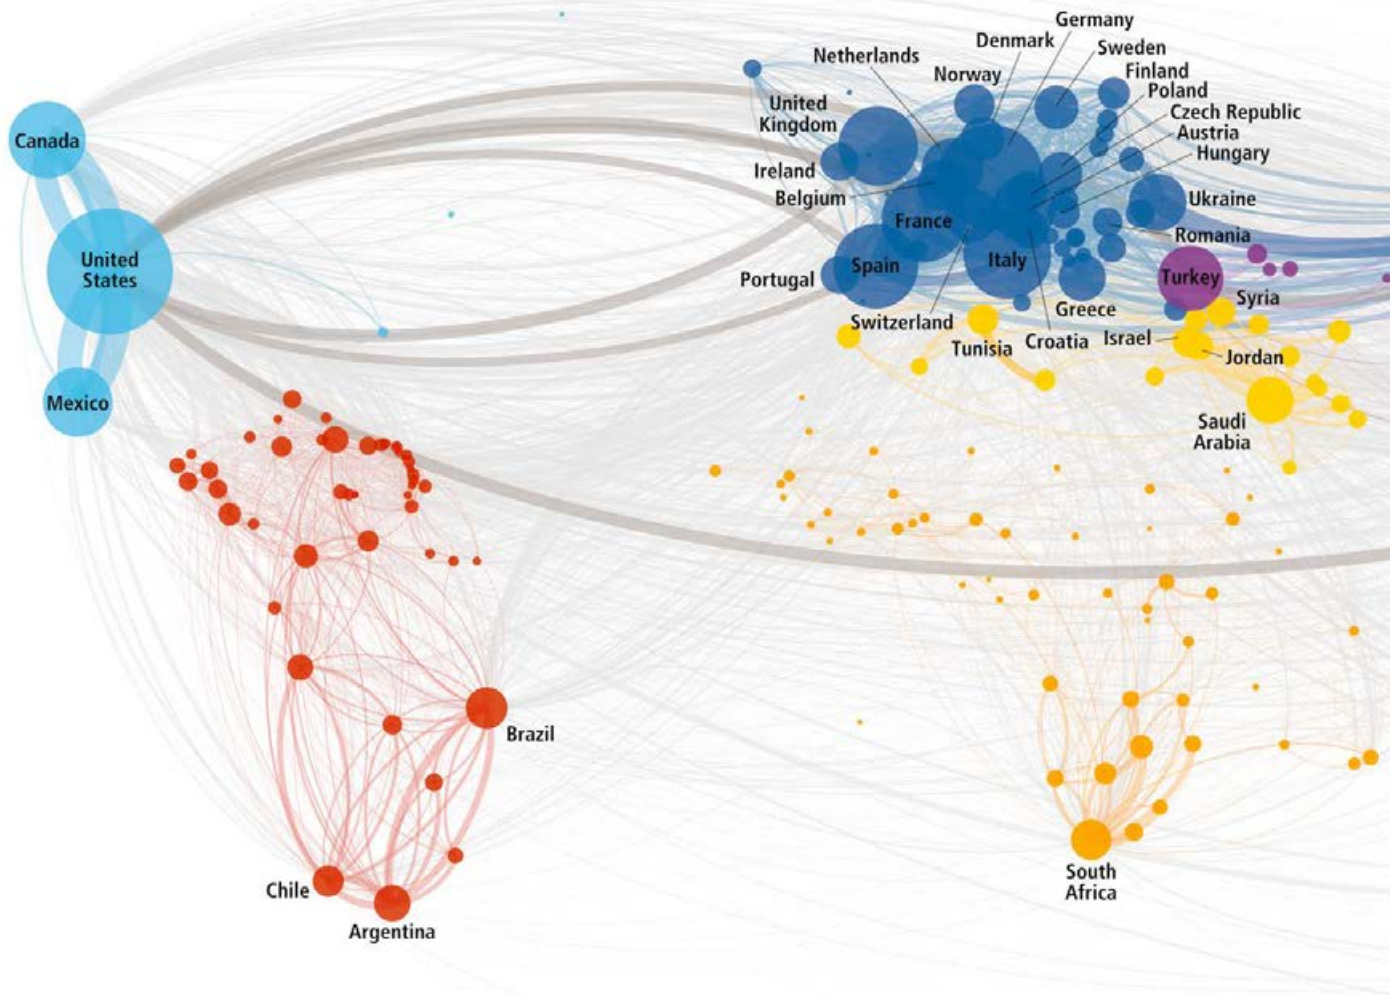 Germany
Denmark
Netherlands
Sweden
Norway
Finland
Poland
United
Kingdom
Czech Republic
Austria
Canada
Hungary
Ireland
Belgium
Ukraine
France
Romania
United
States
Spain
Italy
Portugal
Turkey
Syria
Greece
Switzerland
Tunisia
Croatia
Israel
Jordan
Mexico
Saudi
Arabia
Brazil
Chile
South
Africa
Argentina